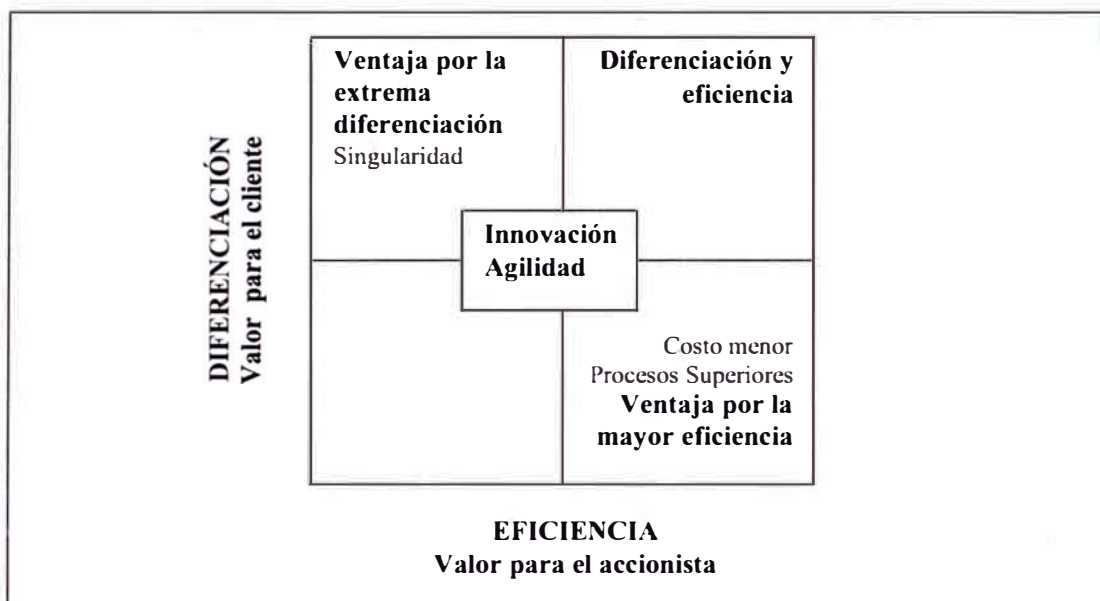 Ventaja por la
extrema
diferenciación
Singularidad
Diferenciación y
eficiencia
DIFERENCIACIÓN
Valor para el cliente
Innovación
Agilidad
Costo menor
Procesos Superiores
Ventaja por la
mayor eficiencia
EFICIENCIA
Valor para el accionista